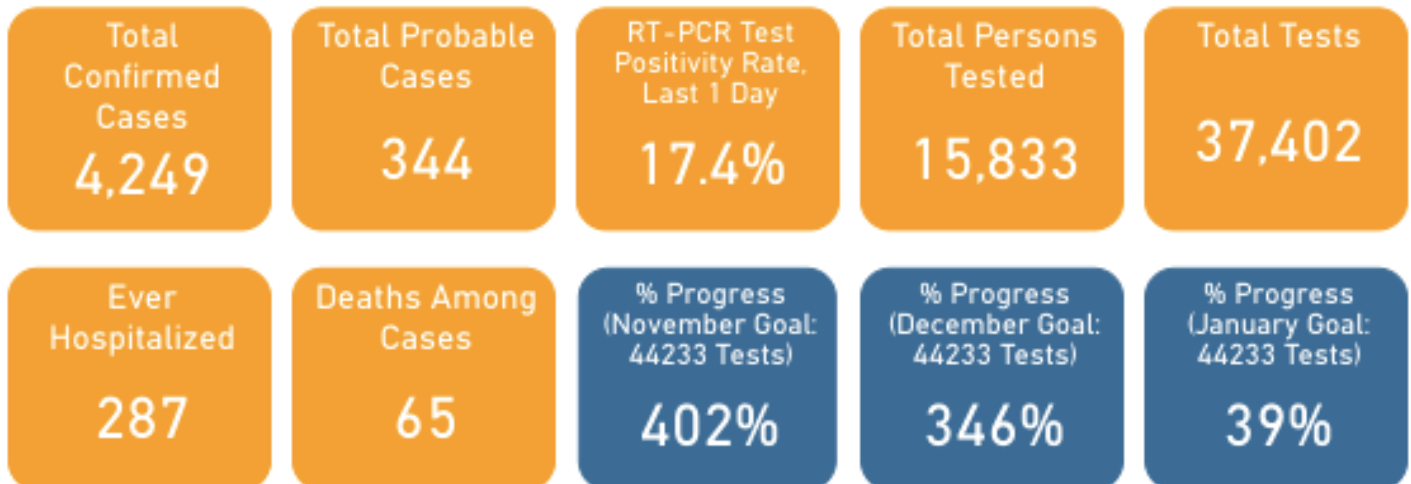 Total
Confirmed
Cases
4,249
Total Probable
Cases
344
RT-PCR Test
Positivity Rate,
Last 1 Day
17.4%
Total Persons
Tested
15,833
Total Tests
37,402
Ever
Hospitalized
287
Deaths Among
Cases
65
% Progress
(November Goal:
44233 Tests)
402%
% Progress
(December Goal:
44233 Tests)
346%
% Progress
(January Goal:
44233 Tests)
39%